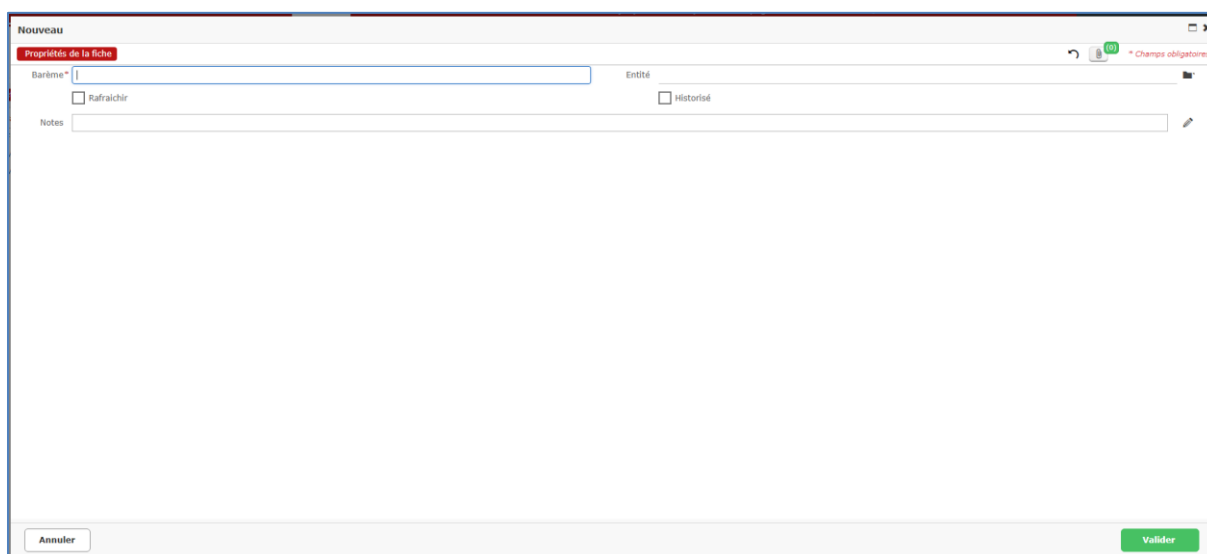 Nouveau
Propriétés de la fiche (0) * Champs obligatoires
Barème* Entité
Rafraichir Historisé
Notes
Annuler Valider